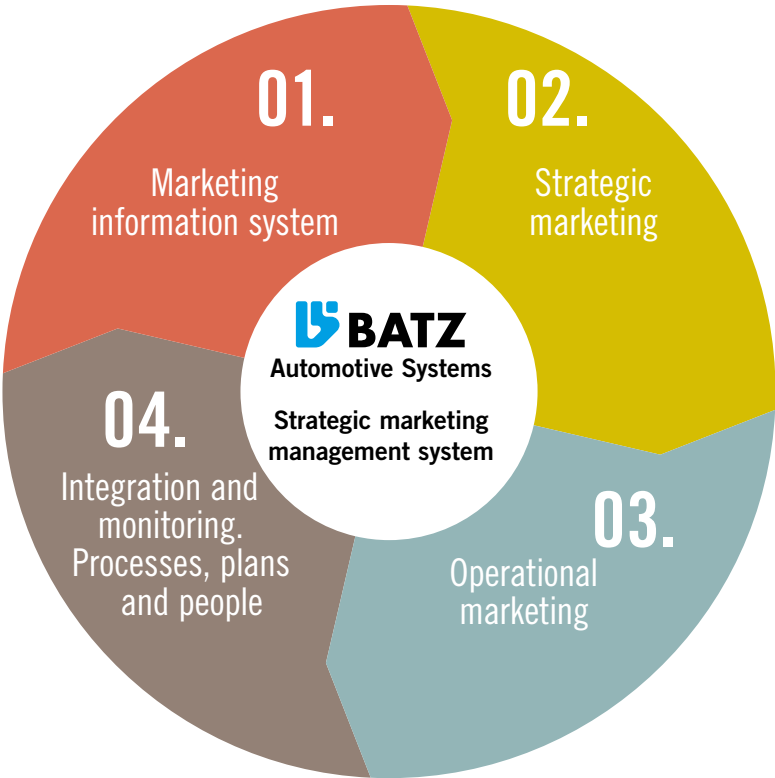 01.
Marketing
information system
02.
Strategic
marketing
BATZ
Automotive Systems
Strategic marketing
management system
03.
Operational
marketing
04.
Integration and
monitoring.
Processes, plans
and people